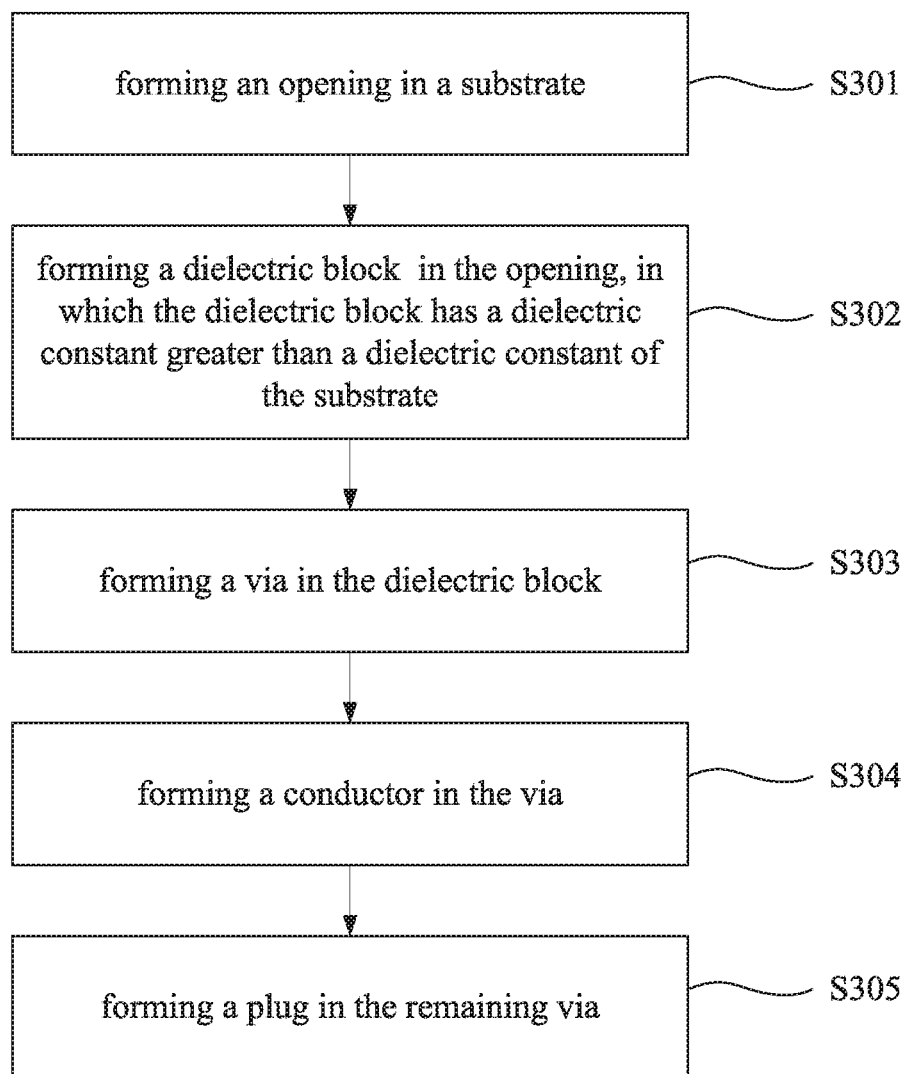 forming an opening in a substrate
S301
forming a dielectric block in the opening, in
which the dielectric block has a dielectric
constant greater than a dielectric constant of
the substrate
S302
forming a via in the dielectric block
S303
forming a conductor in the via
S304
forming a plug in the remaining via
S305